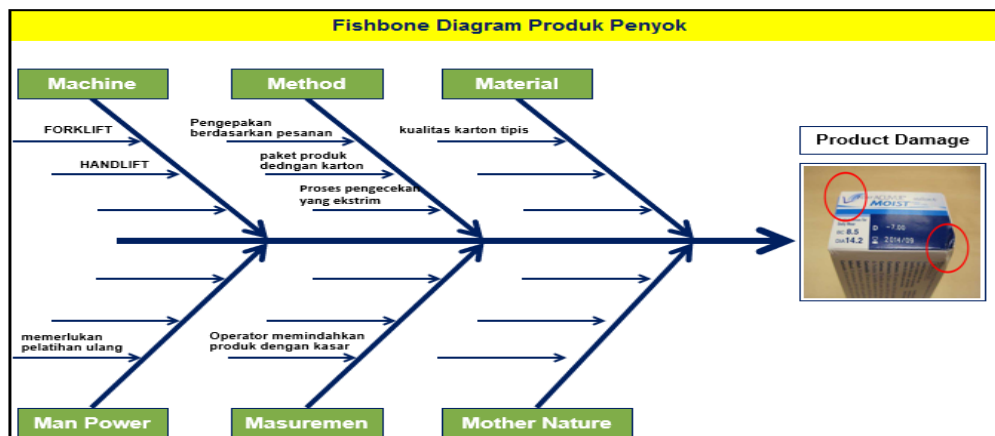 Fishbone Diagram Produk Penyok
Machine
Method
Material
FORKLIFT
HANDLIFT
Pengepakan
berdasarkan pesanan
paket produk
dedngan karton
Proses pengecekan
yang ekstrim
kualitas karton tipis
Product Damage
MOIST
BC 8.5
DIA 14.2
D -7.00
2014/09
memerlukan
pelatihan ulang
Operator memindahkan
produk dengan kasar
Man Power
Masuremen
Mother Nature